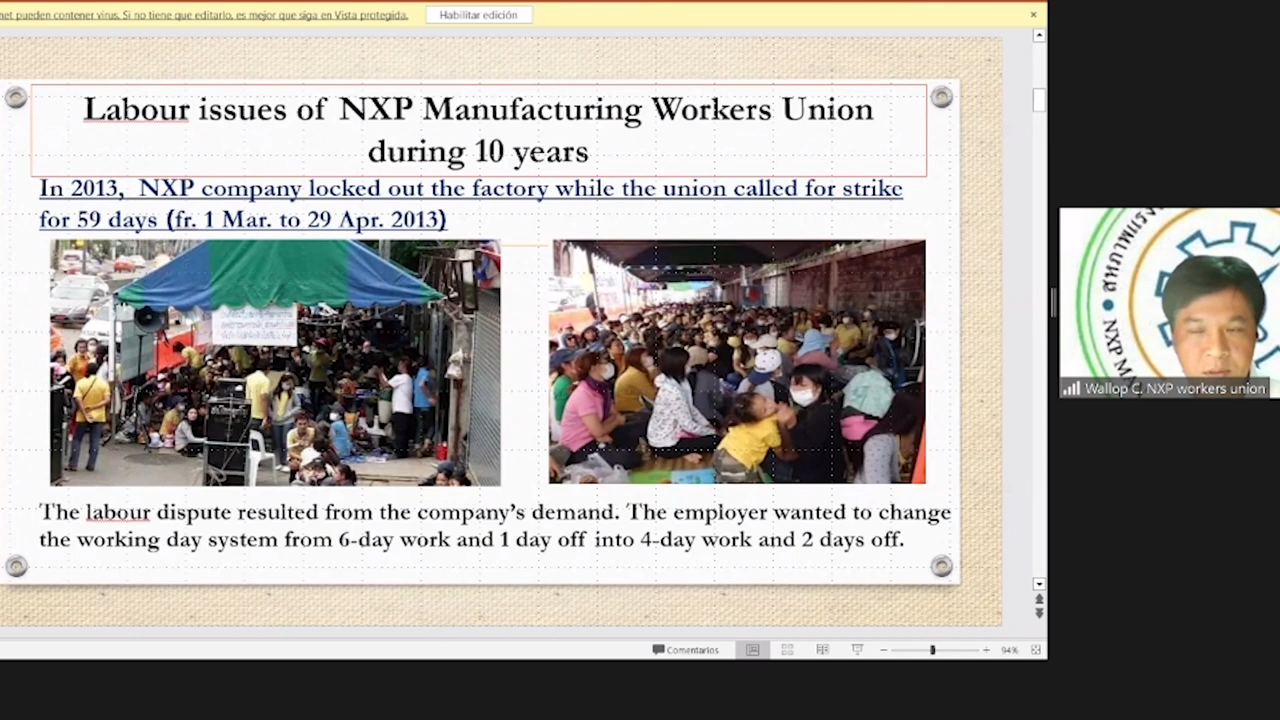 net pueden contener virus. Si no tiene que editarlo, es mejor que siga en Vista protegida.
Habilitar edición
Labour issues of NXP Manufacturing Workers Union
during 10 years
In 2013, NXP company locked out the factory while the union called for strike
for 59 days (fr. 1 Mar. to 29 Apr. 2013)
The labour dispute resulted from the company's demand. The employer wanted to change
the working day system from 6-day work and 1 day off into 4-day work and 2 days off.
Comentarios
94%
NXP
Wallop C. NXP workers union